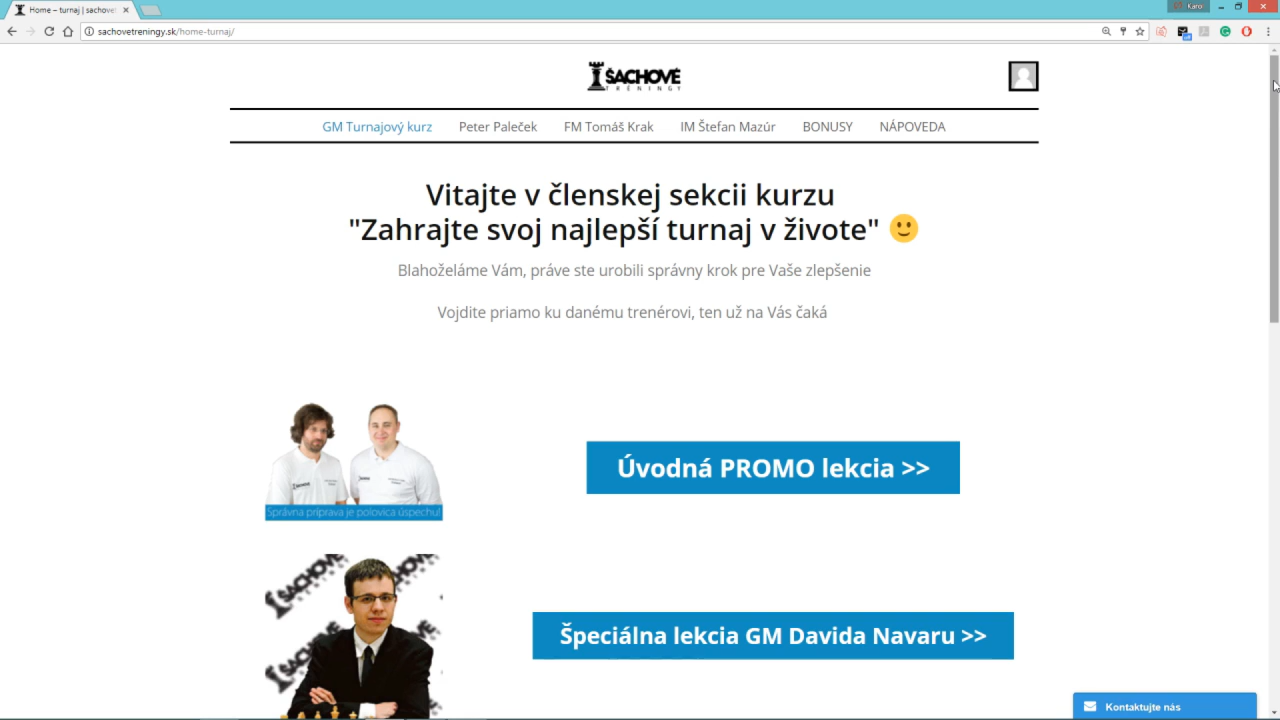 Home – turnaj | sachove
Karol
sachovetreningy.sk/home-turnaj/
ŠACHOVÉ
TRÉNINGY
GM Turnajový kurz
Peter Paleček
FM Tomáš Krak
IM Štefan Mazúr
BONUSY
NÁPOVEDA
Vitajte v členskej sekcii kurzu
"Zahrajte svoj najlepší turnaj v živote" 🙂
Blahoželáme Vám, práve ste urobili správny krok pre Vaše zlepšenie
Vojdite priamo ku danému trenérovi, ten už na Vás čaká
Správna príprava je polovica úspechu!
Úvodná PROMO lekcia >>
ŠACHOVÉ
ŠACHOVÉ
Špeciálna lekcia GM Davida Navaru >>
Kontaktujte nás